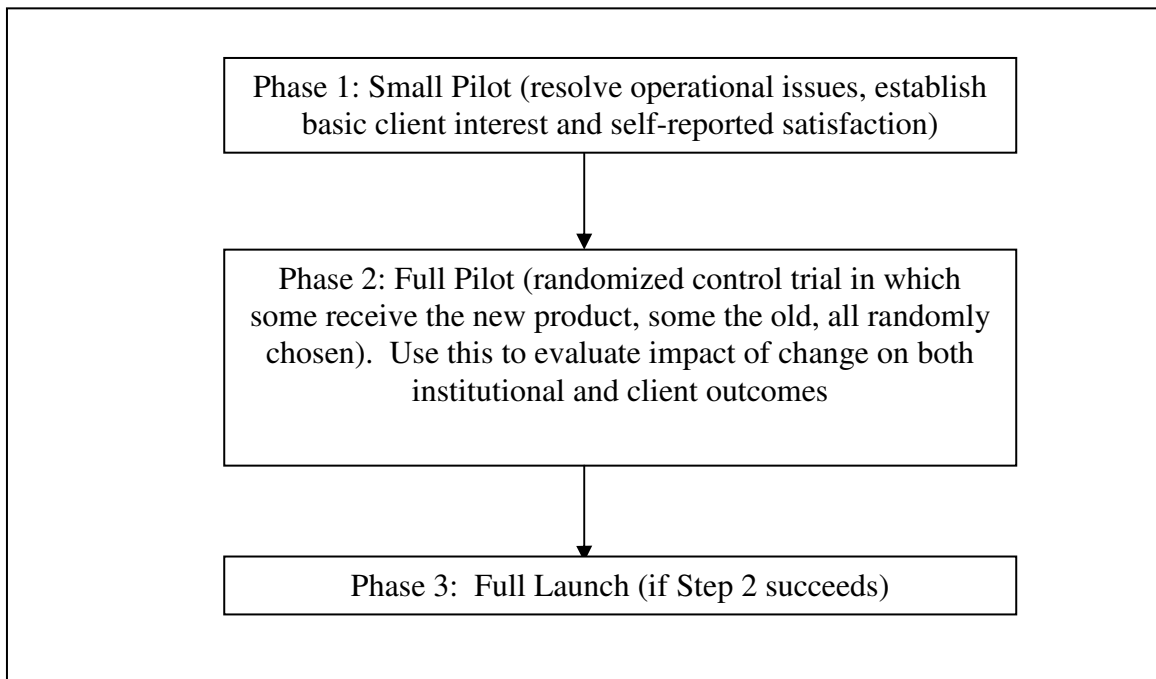 Phase 1: Small Pilot (resolve operational issues, establish
basic client interest and self-reported satisfaction)
Phase 2: Full Pilot (randomized control trial in which
some receive the new product, some the old, all randomly
chosen).  Use this to evaluate impact of change on both
institutional and client outcomes
Phase 3:  Full Launch (if Step 2 succeeds)